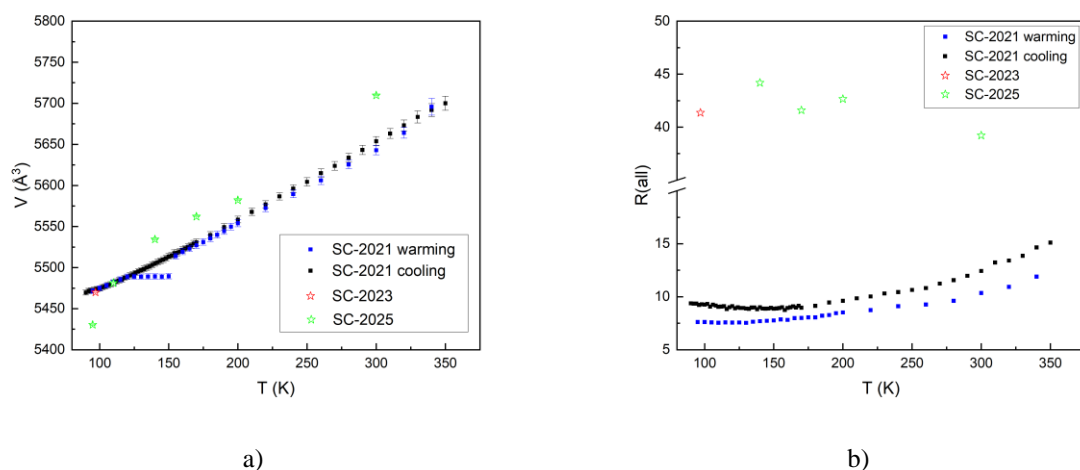 5800
5750
5700
5650
5600
5550
5500
5450
5400
V (Å³)
SC-2021 warming
SC-2021 cooling
SC-2023
SC-2025
100 150 200 250 300 350
T (K)
a)
50
45
40
15
10
5
R(all)
SC-2021 warming
SC-2021 cooling
SC-2023
SC-2025
100 150 200 250 300 350
T (K)
b)